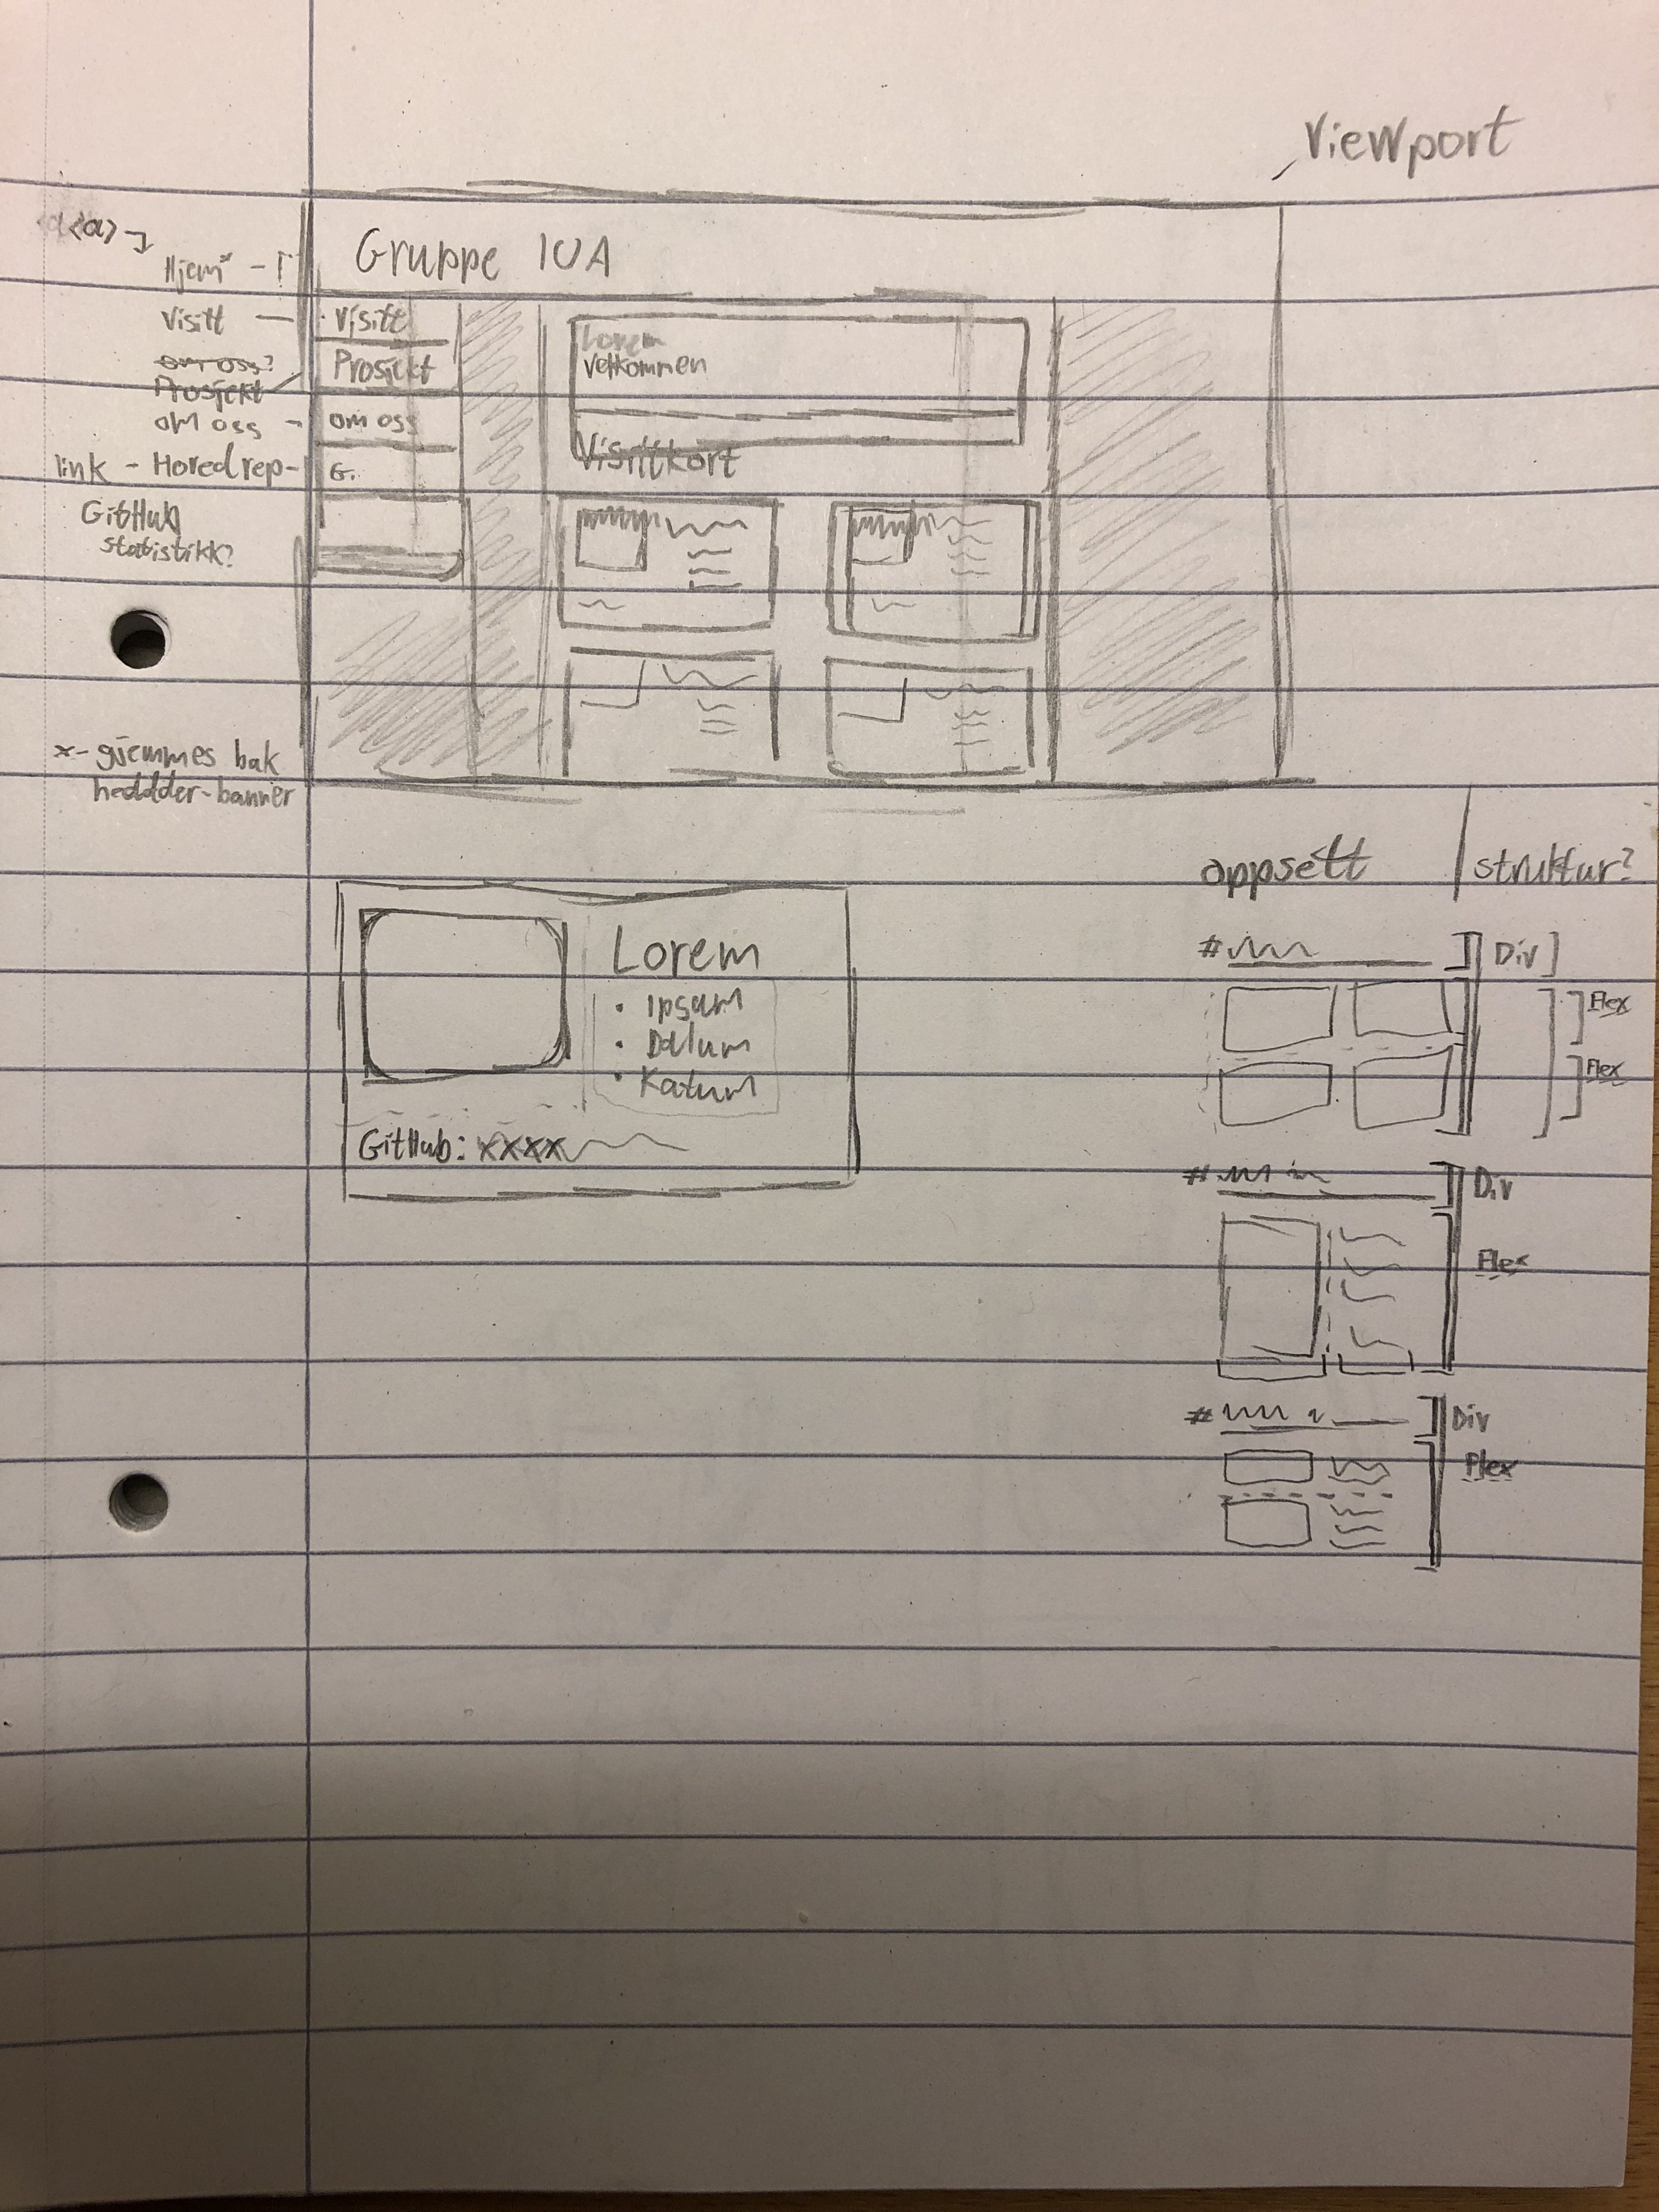 Viewport
<a>
Hjem* -
Gruppe 10A
Visitt —
Visitt
om oss?
Prosjekt
Prosjekt
om oss -
om oss
link - Hovedrep-
G.
GitHub
statistikk?
Lorem
Velkommen
Visittkort
x- gjemmes bak
heddder-banner
oppsett | struktur?
Lorem
• Ipsum
• Dolum
• Katum
GitHub: xxxx
# Div
Flex
Flex
# Div
Flex
# Div
Flex